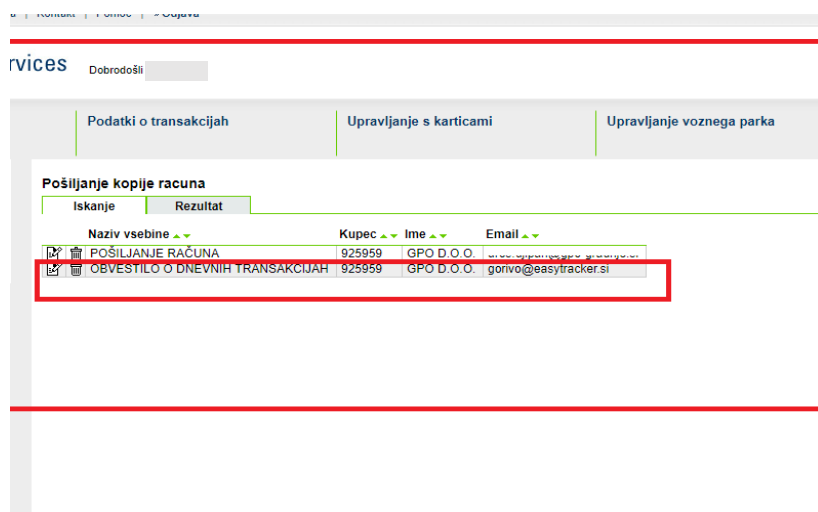 Kontakt | Pomoč | » Odjava
rvices Dobrodošli
Podatki o transakcijah Upravljanje s karticami Upravljanje voznega parka
Pošiljanje kopije racuna
Iskanje Rezultat
Naziv vsebine Kupec Ime Email
POŠILJANJE RAČUNA 925959 GPO D.O.O.
OBVESTILO O DNEVNIH TRANSAKCIJAH 925959 GPO D.O.O. gorivo@easytracker.si